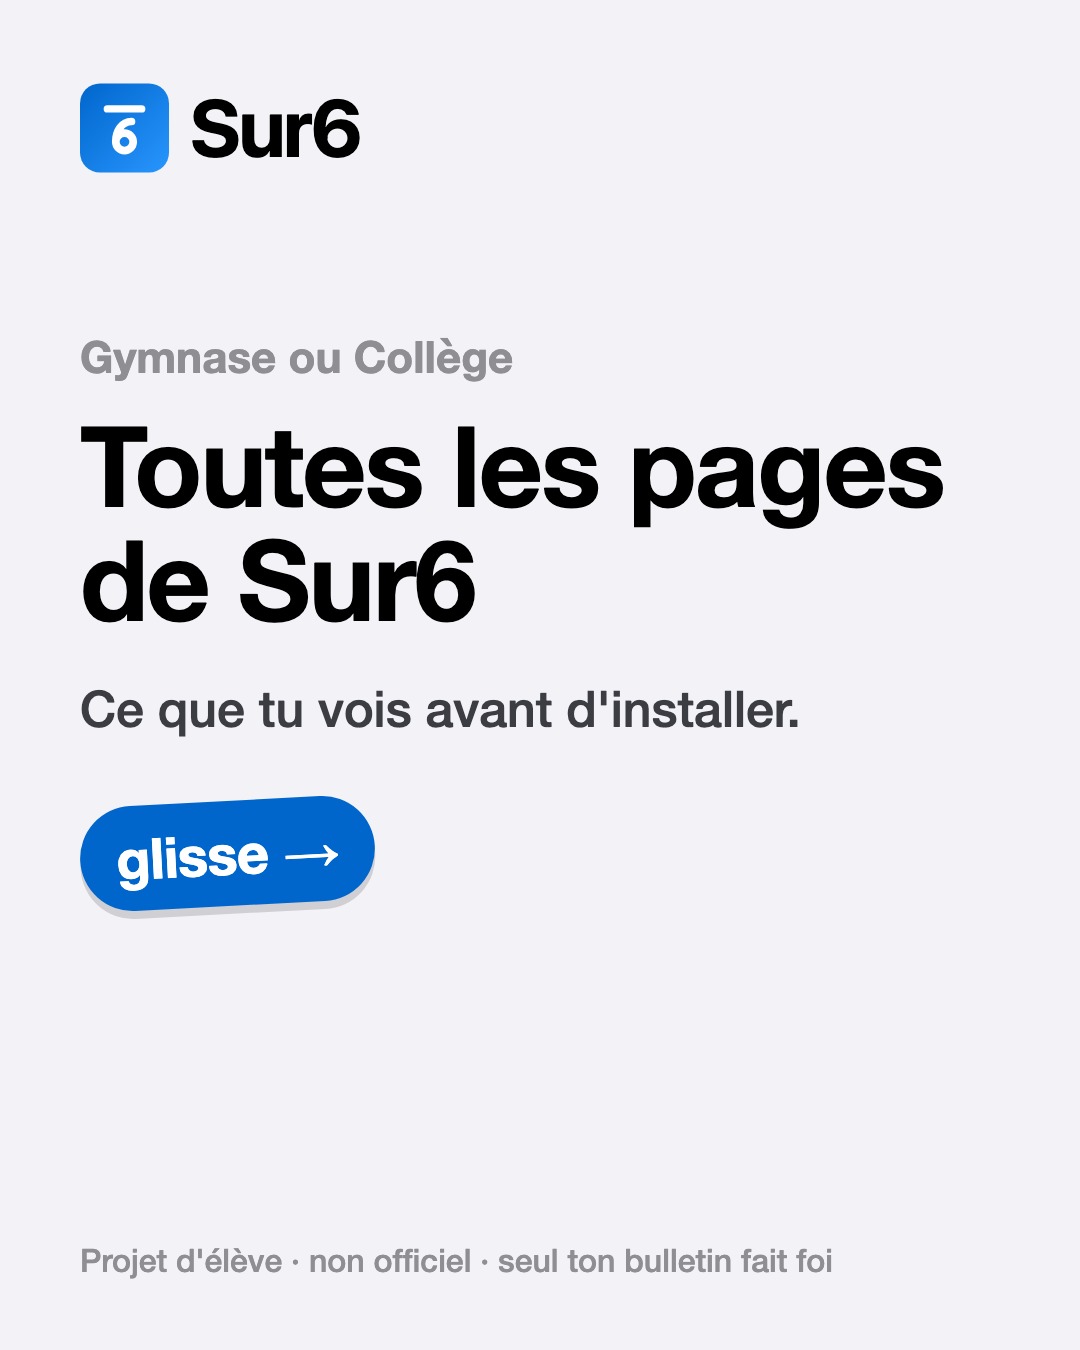 6
Sur6
Gymnase ou Collège
Toutes les pages
de Sur6
Ce que tu vois avant d'installer.
glisse →
Projet d'élève · non officiel · seul ton bulletin fait foi